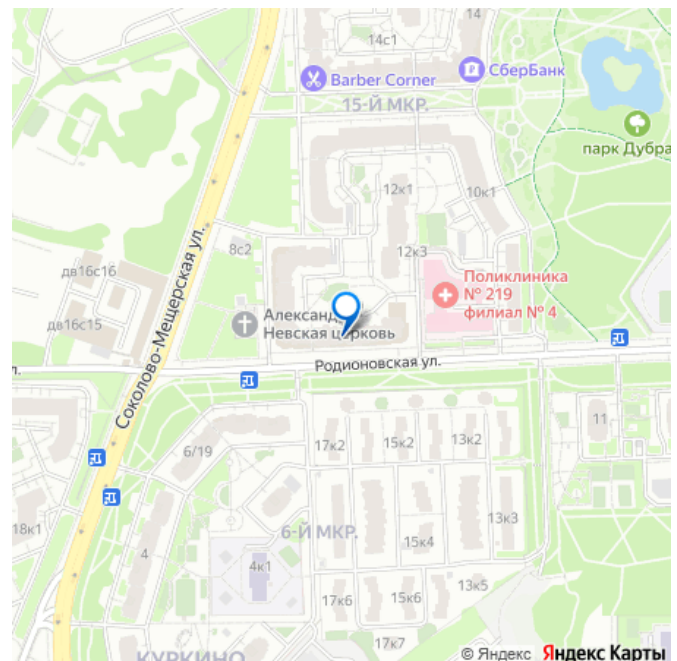 14
14с1
СберБанк
Barber Corner
15-Й МКР.
парк Дубра
12к1
10к1
8с2
12к3
дв16с16
Поликлиника
№ 219
филиал № 4
Александ
Невская церковь
дв16с15
Соколово-Мещерская ул.
Родионовская ул.
л.
11
17к2
15к2
13к2
6/19
18к1
13к3
6-Й МКР.
15к4
4
4к1
13к5
17к6
15к6
17к7
КУРКИНО
© Яндекс Яндекс Карты